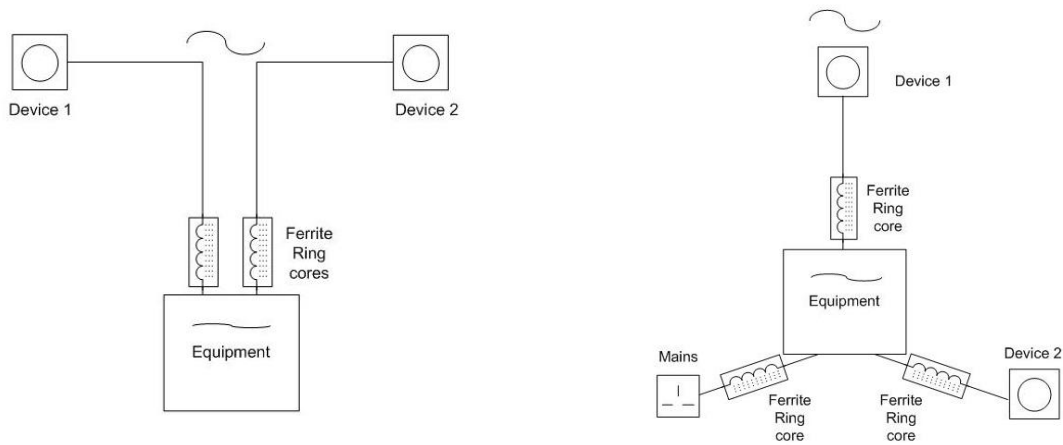 Device 1
Device 2
Ferrite
Ring
cores
Equipment
Device 1
Ferrite
Ring
core
Equipment
Mains
Device 2
Ferrite
Ring
core
Ferrite
Ring
core